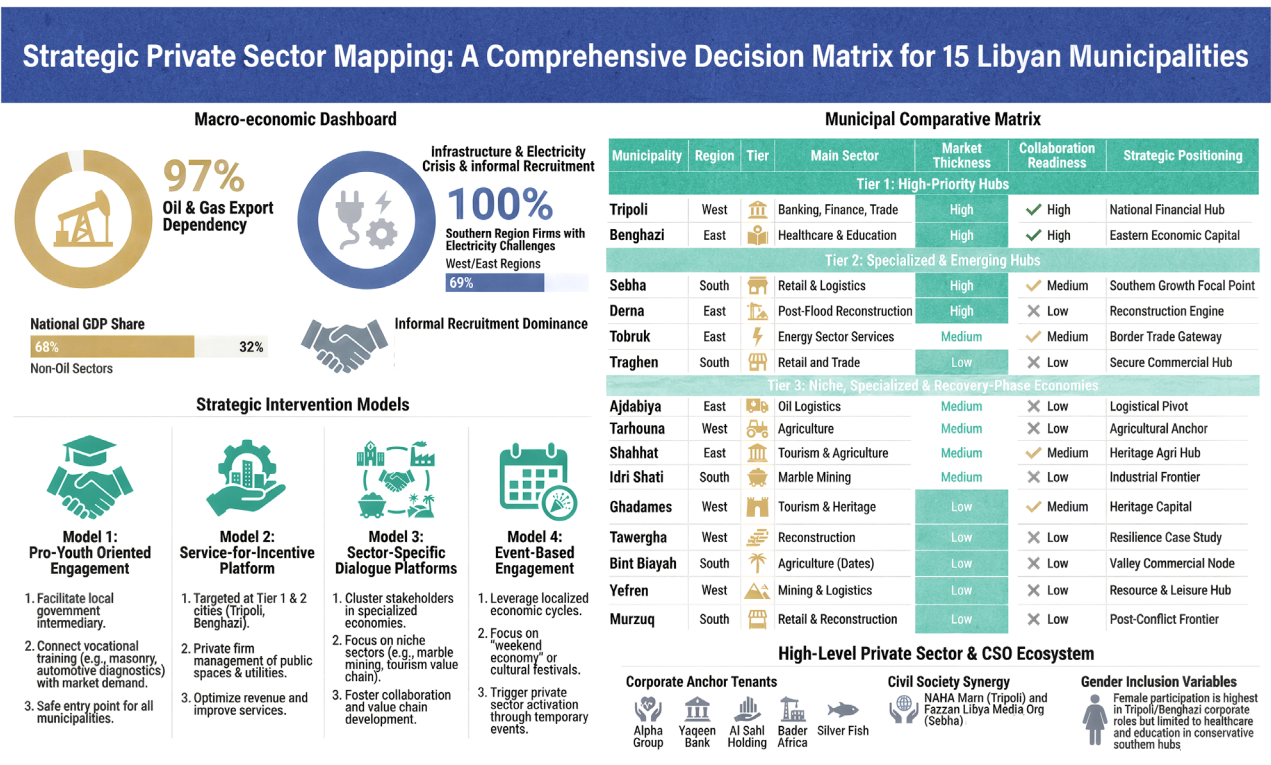 Strategic Private Sector Mapping: A Comprehensive Decision Matrix for 15 Libyan Municipalities
Macro-economic Dashboard
97%
Oil & Gas Export
Dependency
Infrastructure & Electricity
Crisis & informal Recruitment
100%
Southern Region Firms with
Electricity Challenges
West/East Regions
69%
National GDP Share
68% 32%
Non-Oil Sectors
Informal Recruitment Dominance
Strategic Intervention Models
Model 1:
Pro-Youth Oriented
Engagement
1. Facilitate local
government
intermediary.
2. Connect vocational
training (e.g., masonry,
automotive diagnostics)
with market demand.
3. Safe entry point for all
municipalities.
Model 2:
Service-for-Incentive
Platform
1. Targeted at Tier 1 & 2
cities (Tripoli,
Benghazi).
2. Private firm
management of public
spaces & utilities.
3. Optimize revenue and
improve services.
Model 3:
Sector-Specific
Dialogue Platforms
1. Cluster stakeholders
in specialized
economies.
2. Focus on niche
sectors (e.g., marble
mining, tourism value
chain).
3. Foster collaboration
and value chain
development.
Model 4:
Event-Based
Engagement
1. Leverage localized
economic cycles.
2. Focus on
"weekend
economy" or
cultural festivals.
3. Trigger private
sector activation
through temporary
events.
Municipal Comparative Matrix
Municipality Region Tier Main Sector Market Thickness Collaboration Readiness Strategic Positioning
Tier 1: High-Priority Hubs
Tripoli West Banking, Finance, Trade High High National Financial Hub
Benghazi East Healthcare & Education High High Eastern Economic Capital
Tier 2: Specialized & Emerging Hubs
Sebha South Retail & Logistics High Medium Southern Growth Focal Point
Derna East Post-Flood Reconstruction High Low Reconstruction Engine
Tobruk East Energy Sector Services Medium Medium Border Trade Gateway
Traghen South Retail and Trade Low Low Secure Commercial Hub
Tier 3: Niche, Specialized & Recovery-Phase Economies
Ajdabiya East Oil Logistics Medium Low Logistical Pivot
Tarhouna West Agriculture Medium Low Agricultural Anchor
Shahhat East Tourism & Agriculture Medium Medium Heritage Agri Hub
Idri Shati South Marble Mining Medium Low Industrial Frontier
Ghadames West Tourism & Heritage Low Medium Heritage Capital
Tawergha West Reconstruction Low Low Resilience Case Study
Bint Biayah South Agriculture (Dates) Low Low Valley Commercial Node
Yefren West Mining & Logistics Low Low Resource & Leisure Hub
Murzuq South Retail & Reconstruction Low Low Post-Conflict Frontier
High-Level Private Sector & CSO Ecosystem
Corporate Anchor Tenants
Alpha
Group
Yaqeen
Bank
Al Sahl
Holding
Bader
Africa
Silver Fish
Civil Society Synergy
NAHA Marn (Tripoli) and
Fazzan Libya Media Org
(Sebha)
Gender Inclusion Variables
Female participation is highest
in Tripoli/Benghazi corporate
roles but limited to healthcare
and education in conservative
southem hubs